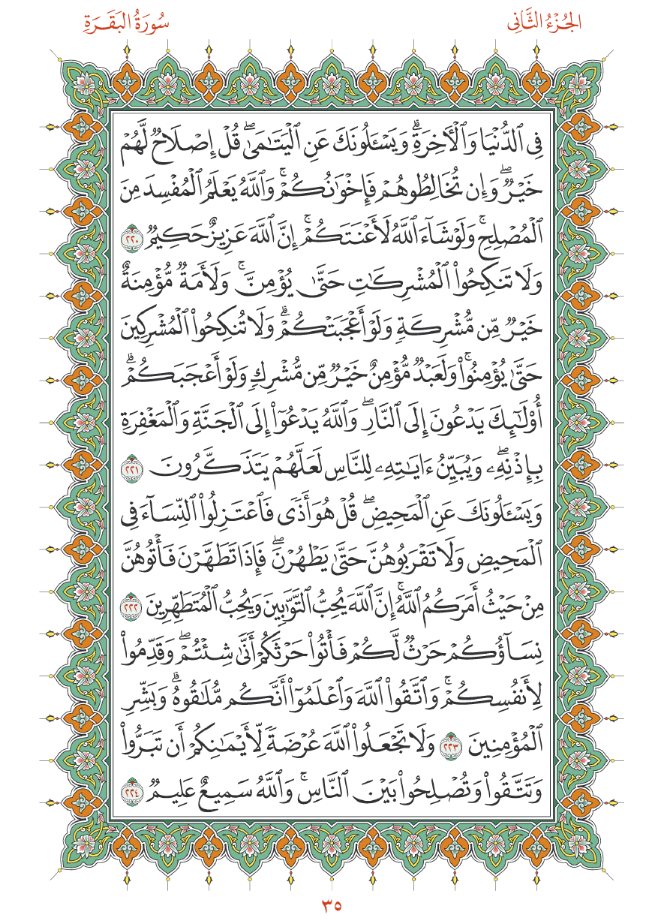 الجُزْءُ الثَّانِى
سُورَةُ البَقَرَةِ
فِى ٱلدُّنْيَا وَٱلْـَٔاخِرَةِ ۗ وَيَسْـَٔلُونَكَ عَنِ ٱلْيَتَـٰمَىٰ ۖ قُلْ إِصْلَاحٌ لَّهُمْ
خَيْرٌ ۖ وَإِن تُخَالِطُوهُمْ فَإِخْوَٰنُكُمْ ۚ وَٱللَّهُ يَعْلَمُ ٱلْمُفْسِدَ مِنَ
ٱلْمُصْلِحِ ۚ وَلَوْ شَآءَ ٱللَّهُ لَأَعْنَتَكُمْ ۚ إِنَّ ٱللَّهَ عَزِيزٌ حَكِيمٌ ٢٢٠
وَلَا تَنكِحُوا۟ ٱلْمُشْرِكَـٰتِ حَتَّىٰ يُؤْمِنَّ ۚ وَلَأَمَةٌ مُّؤْمِنَةٌ
خَيْرٌ مِّن مُّشْرِكَةٍ وَلَوْ أَعْجَبَتْكُمْ ۗ وَلَا تُنكِحُوا۟ ٱلْمُشْرِكِينَ
حَتَّىٰ يُؤْمِنُوا۟ ۚ وَلَعَبْدٌ مُّؤْمِنٌ خَيْرٌ مِّن مُّشْرِكٍ وَلَوْ أَعْجَبَكُمْ ۗ
أُو۟لَـٰٓئِكَ يَدْعُونَ إِلَى ٱلنَّارِ ۖ وَٱللَّهُ يَدْعُوٓا۟ إِلَى ٱلْجَنَّةِ وَٱلْمَغْفِرَةِ
بِإِذْنِهِۦ ۖ وَيُبَيِّنُ ءَايَـٰتِهِۦ لِلنَّاسِ لَعَلَّهُمْ يَتَذَكَّرُونَ ٢٢١
وَيَسْـَٔلُونَكَ عَنِ ٱلْمَحِيضِ ۖ قُلْ هُوَ أَذًى فَٱعْتَزِلُوا۟ ٱلنِّسَآءَ فِى
ٱلْمَحِيضِ ۖ وَلَا تَقْرَبُوهُنَّ حَتَّىٰ يَطْهُرْنَ ۖ فَإِذَا تَطَهَّرْنَ فَأْتُوهُنَّ
مِنْ حَيْثُ أَمَرَكُمُ ٱللَّهُ ۚ إِنَّ ٱللَّهَ يُحِبُّ ٱلتَّوَّٰبِينَ وَيُحِبُّ ٱلْمُتَطَهِّرِينَ ٢٢٢
نِسَآؤُكُمْ حَرْثٌ لَّكُمْ فَأْتُوا۟ حَرْثَكُمْ أَنَّىٰ شِئْتُمْ ۖ وَقَدِّمُوا۟
لِأَنفُسِكُمْ ۚ وَٱتَّقُوا۟ ٱللَّهَ وَٱعْلَمُوٓا۟ أَنَّكُم مُّلَـٰقُوهُ ۗ وَبَشِّرِ
ٱلْمُؤْمِنِينَ ٢٢٣ وَلَا تَجْعَلُوا۟ ٱللَّهَ عُرْضَةً لِّأَيْمَـٰنِكُمْ أَن تَبَرُّوا۟
وَتَتَّقُوا۟ وَتُصْلِحُوا۟ بَيْنَ ٱلنَّاسِ ۗ وَٱللَّهُ سَمِيعٌ عَلِيمٌ ٢٢٤
٣٥